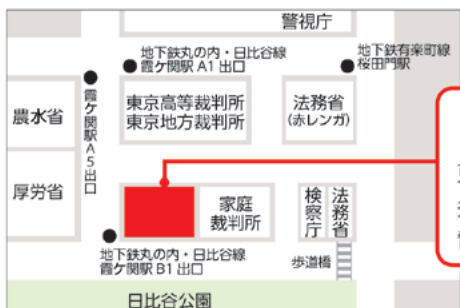 警視庁
地下鉄丸の内・日比谷線
霞ケ関駅 A1 出口
地下鉄有楽町線
桜田門駅
農水省
霞ケ関駅A5出口
東京高等裁判所
東京地方裁判所
法務省
(赤レンガ)
厚労省
家庭
裁判所
検察庁
法務省
地下鉄丸の内・日比谷線
霞ケ関駅 B1 出口
歩道橋
日比谷公園